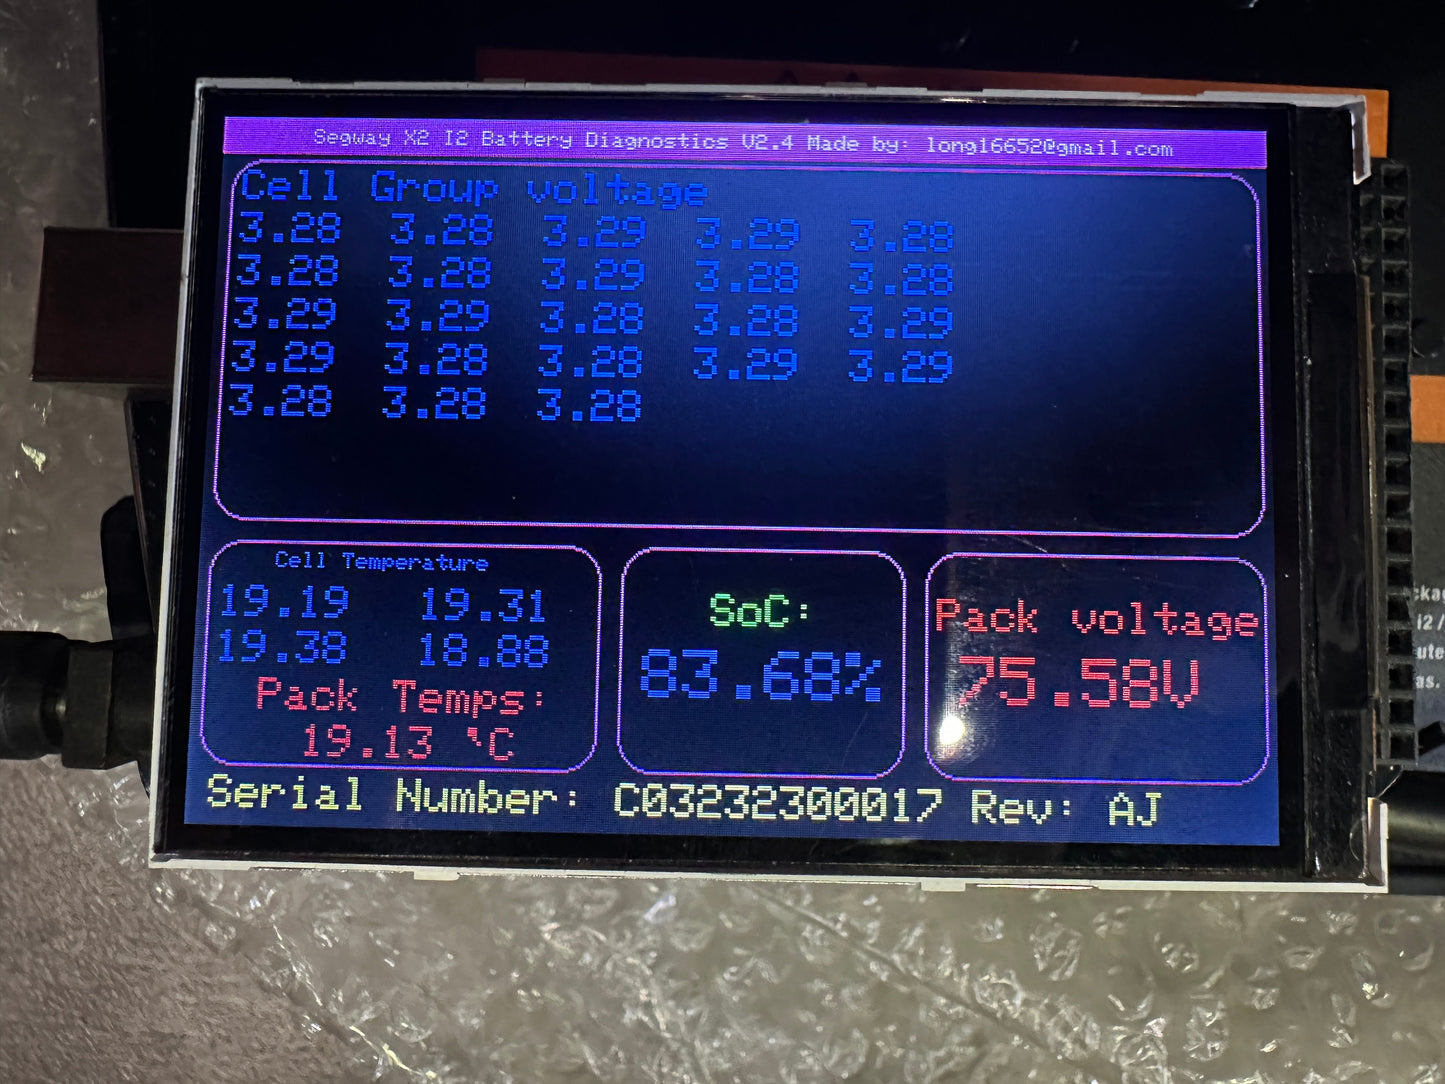 Segway X2 I2 Battery Diagnostics V2.4 Made by: long16652@gmail.com
Cell Group voltage
3.28 3.28 3.29 3.29 3.28
3.28 3.28 3.29 3.28 3.28
3.29 3.29 3.28 3.28 3.29
3.29 3.28 3.28 3.29 3.29
3.28 3.28 3.28
Cell Temperature
19.19 19.31
19.38 18.88
Pack Temps:
19.13 °C
SoC:
83.68%
Pack voltage
75.58V
Serial Number: C03232300017 Rev: AJ
i2 /
as.